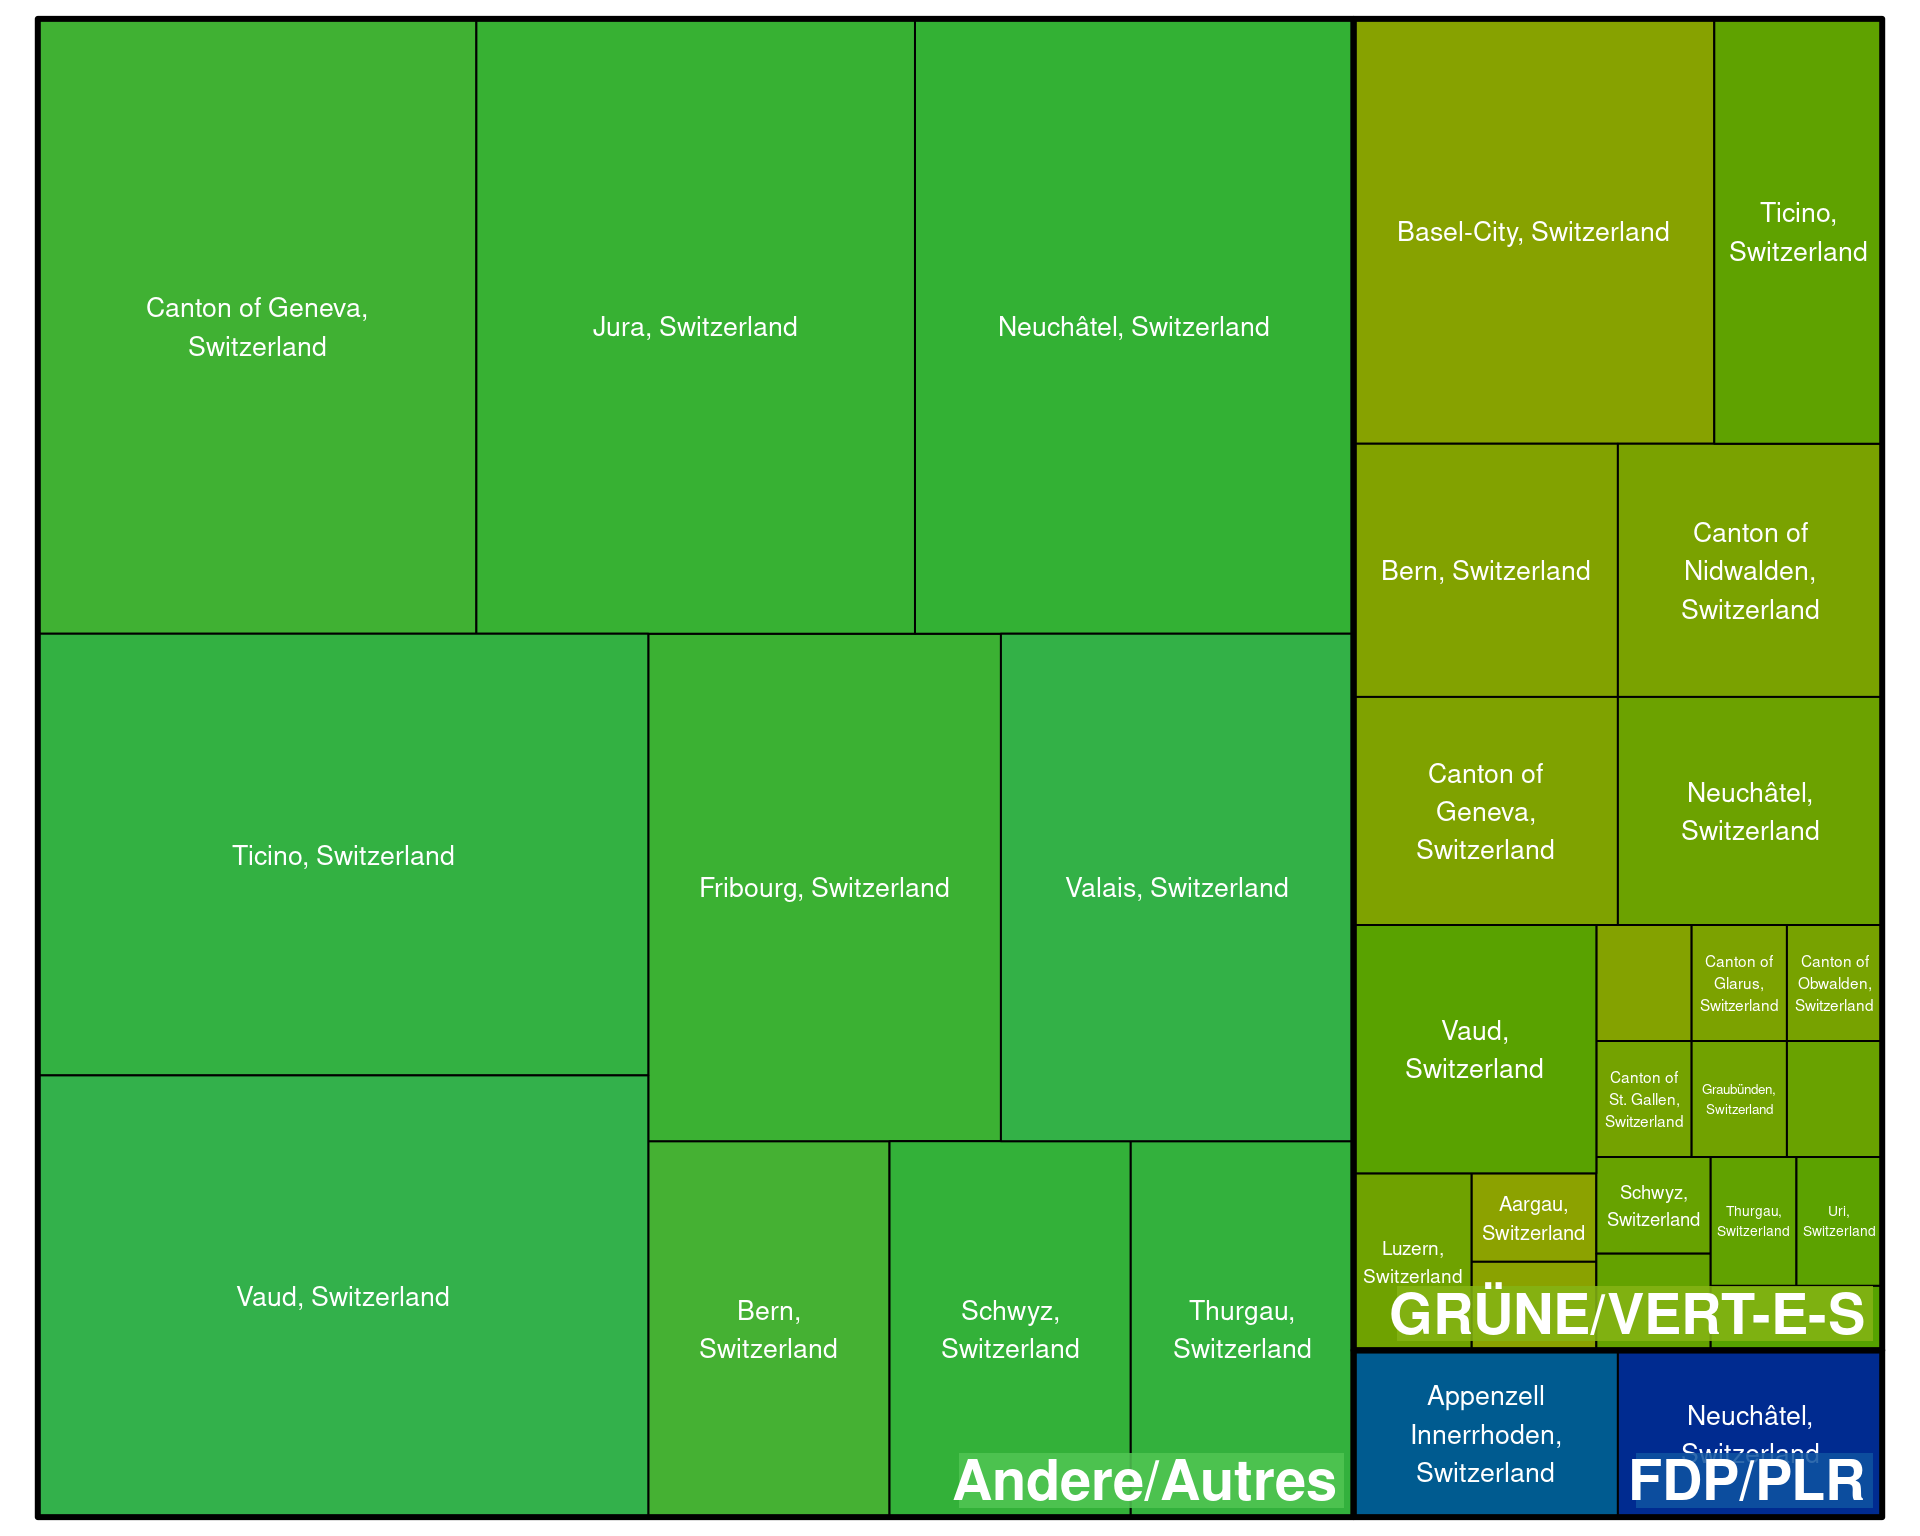 Canton of Geneva,
Switzerland
Jura, Switzerland
Neuchâtel, Switzerland
Ticino, Switzerland
Fribourg, Switzerland
Valais, Switzerland
Vaud, Switzerland
Bern,
Switzerland
Schwyz,
Switzerland
Thurgau,
Switzerland
Andere/Autres
Basel-City, Switzerland
Ticino,
Switzerland
Bern, Switzerland
Canton of
Nidwalden,
Switzerland
Canton of
Geneva,
Switzerland
Neuchâtel,
Switzerland
Vaud,
Switzerland
Canton of
Glarus,
Switzerland
Canton of
Obwalden,
Switzerland
Canton of
St. Gallen,
Switzerland
Graubünden,
Switzerland
Luzern,
Switzerland
Aargau,
Switzerland
Schwyz,
Switzerland
Thurgau,
Switzerland
Uri,
Switzerland
GRÜNE/VERT-E-S
Appenzell
Innerrhoden,
Switzerland
Neuchâtel,
Switzerland
FDP/PLR